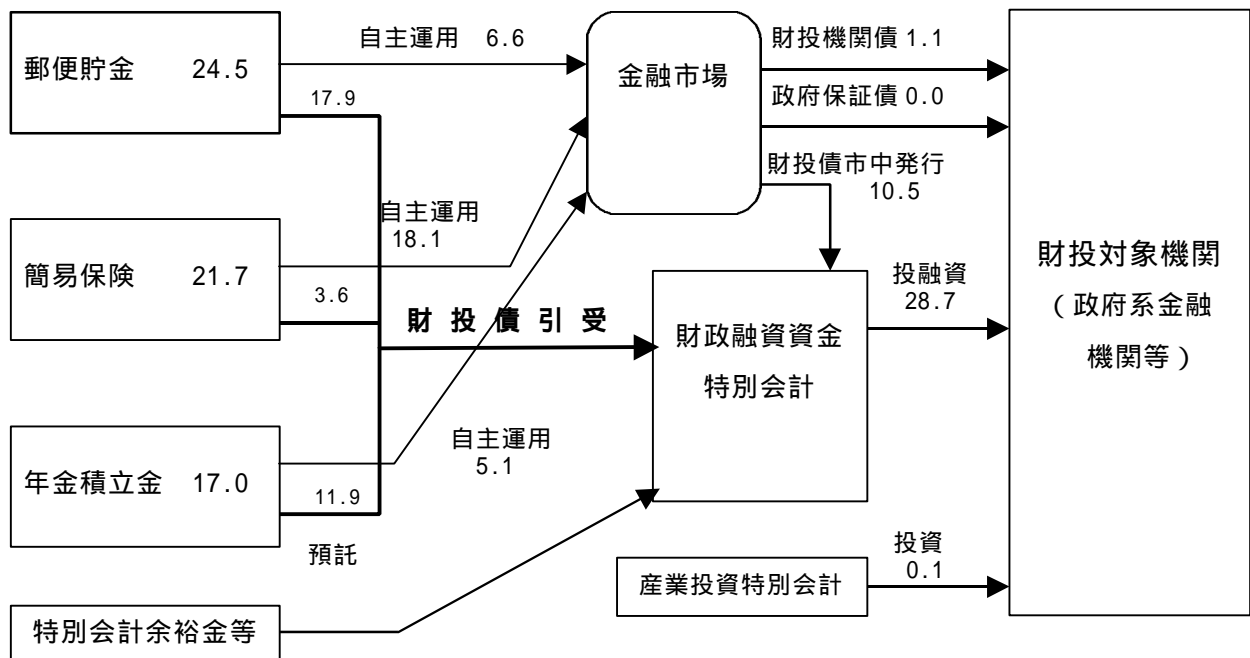 郵便貯金 24.5
自主運用 6.6
17.9
金融市場
財投機関債 1.1
政府保証債 0.0
財投債市中発行
10.5
自主運用
18.1
簡易保険 21.7
3.6
財投債引受
財政融資資金
特別会計
投融資
28.7
財投対象機関
（政府系金融
機関等）
年金積立金 17.0
自主運用
5.1
11.9
預託
投資
0.1
産業投資特別会計
特別会計余裕金等